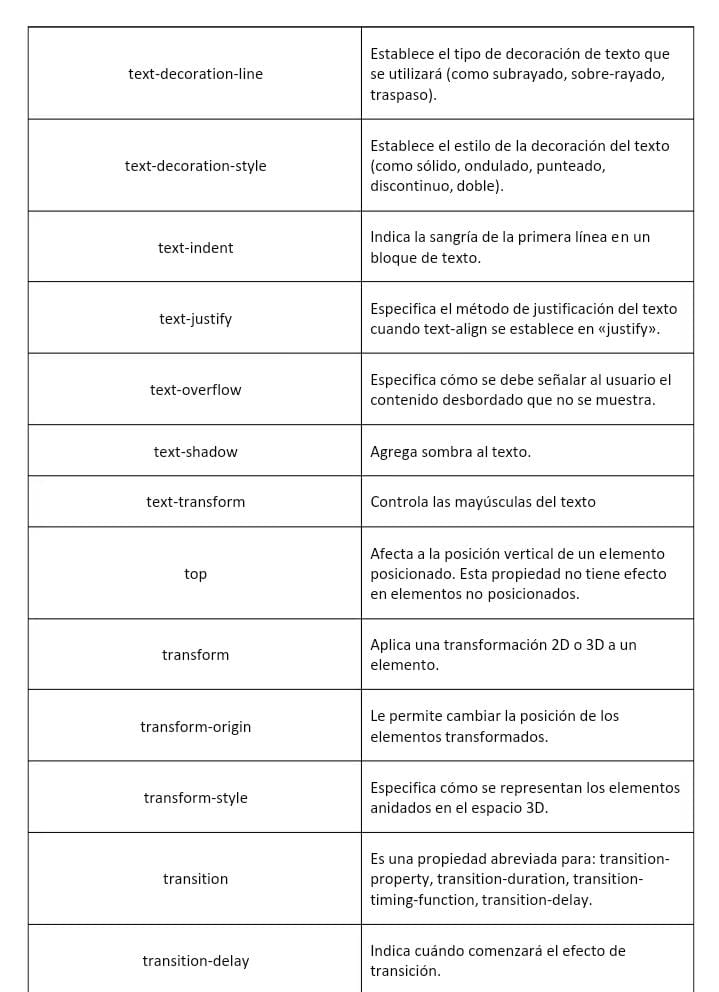 text-decoration-line
Establece el tipo de decoración de texto que
se utilizará (como subrayado, sobre-rayado,
traspaso).
text-decoration-style
Establece el estilo de la decoración del texto
(como sólido, ondulado, punteado,
discontinuo, doble).
text-indent
Indica la sangría de la primera línea en un
bloque de texto.
text-justify
Especifica el método de justificación del texto
cuando text-align se establece en «justify».
text-overflow
Especifica cómo se debe señalar al usuario el
contenido desbordado que no se muestra.
text-shadow
Agrega sombra al texto.
text-transform
Controla las mayúsculas del texto
top
Afecta a la posición vertical de un elemento
posicionado. Esta propiedad no tiene efecto
en elementos no posicionados.
transform
Aplica una transformación 2D o 3D a un
elemento.
transform-origin
Le permite cambiar la posición de los
elementos transformados.
transform-style
Especifica cómo se representan los elementos
anidados en el espacio 3D.
transition
Es una propiedad abreviada para: transition-
property, transition-duration, transition-
timing-function, transition-delay.
transition-delay
Indica cuándo comenzará el efecto de
transición.